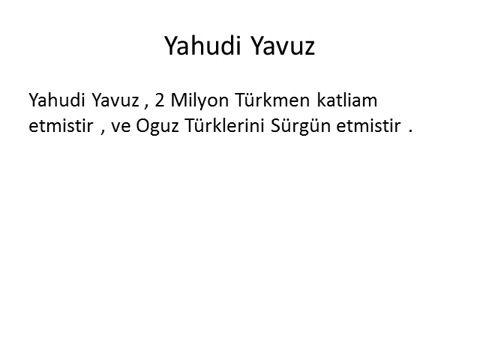 Yahudi Yavuz
Yahudi Yavuz , 2 Milyon Türkmen katliam
etmistir , ve Oguz Türklerini Sürgün etmistir .